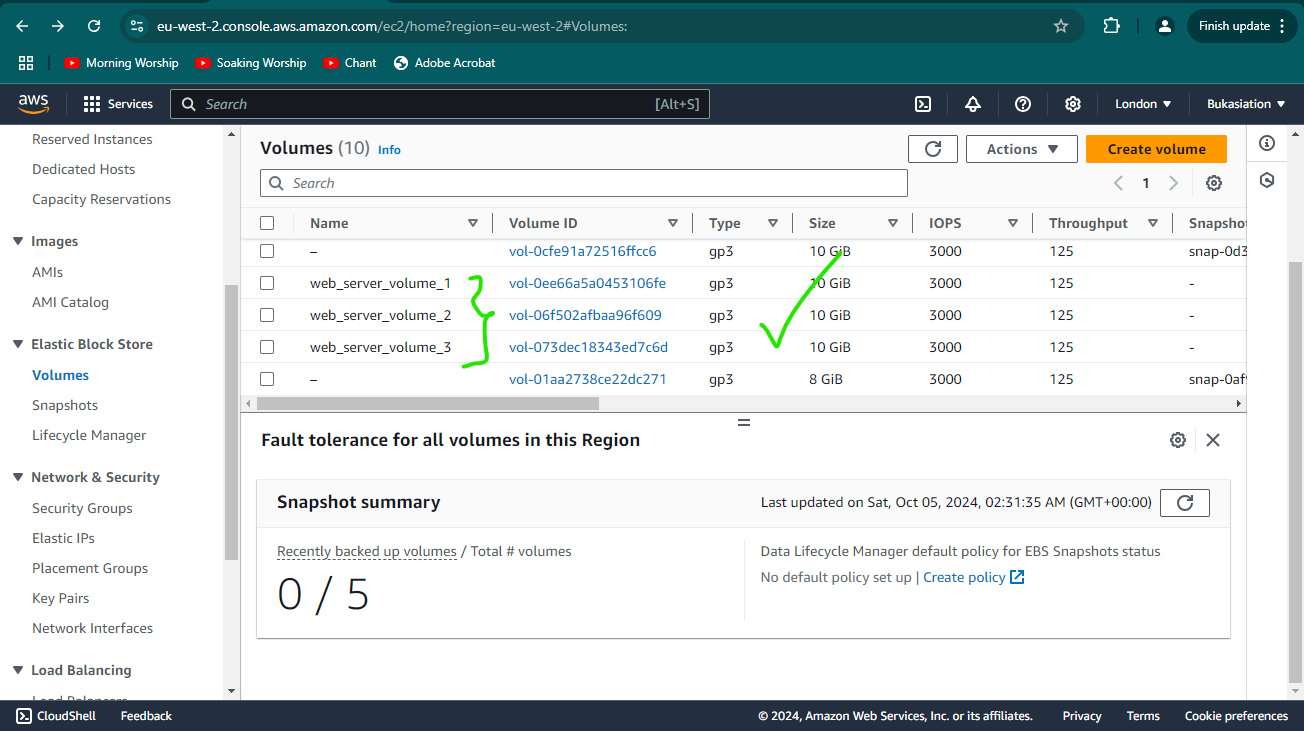 eu-west-2.console.aws.amazon.com/ec2/home?region=eu-west-2#Volumes:
Finish update
Morning Worship
Soaking Worship
Chant
Adobe Acrobat
aws
Services
Search
[Alt+S]
London
Bukasiation
Reserved Instances
Dedicated Hosts
Capacity Reservations
Images
AMIs
AMI Catalog
Elastic Block Store
Volumes
Snapshots
Lifecycle Manager
Network & Security
Security Groups
Elastic IPs
Placement Groups
Key Pairs
Network Interfaces
Load Balancing
Load Balancers
Volumes (10) Info
Actions
Create volume
Search
1
Name Volume ID Type Size IOPS Throughput Snapshot
– vol-0cfe91a72516ffcc6 gp3 10 GiB 3000 125 snap-0d3
web_server_volume_1 vol-0ee66a5a0453106fe gp3 10 GiB 3000 125 -
web_server_volume_2 vol-06f502afbaa96f609 gp3 10 GiB 3000 125 -
web_server_volume_3 vol-073dec18343ed7c6d gp3 10 GiB 3000 125 -
– vol-01aa2738ce22dc271 gp3 8 GiB 3000 125 snap-0af9
Fault tolerance for all volumes in this Region
Snapshot summary
Last updated on Sat, Oct 05, 2024, 02:31:35 AM (GMT+00:00)
Recently backed up volumes / Total # volumes
0 / 5
Data Lifecycle Manager default policy for EBS Snapshots status
No default policy set up | Create policy
CloudShell
Feedback
© 2024, Amazon Web Services, Inc. or its affiliates.
Privacy
Terms
Cookie preferences